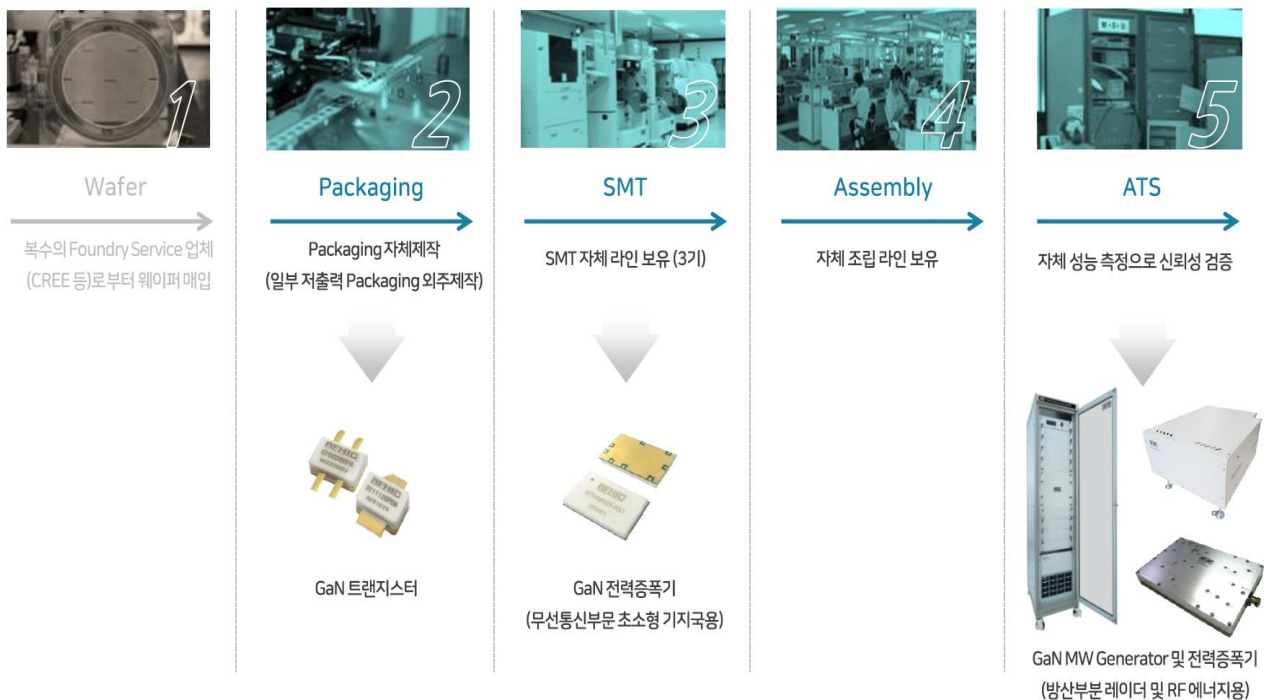 1
2
3
4
5
Wafer
Packaging
SMT
Assembly
ATS
복수의 Foundry Service 업체
(CREE 등)로부터 웨이퍼 매입
Packaging 자체제작
(일부 저출력 Packaging 외주제작)
SMT 자체 라인 보유 (3기)
자체 조립 라인 보유
자체 성능 측정으로 신뢰성 검증
GaN 트랜지스터
GaN 전력증폭기
(무선통신부문 초소형 기지국용)
GaN MW Generator 및 전력증폭기
(방산부분 레이더 및 RF 에너지용)